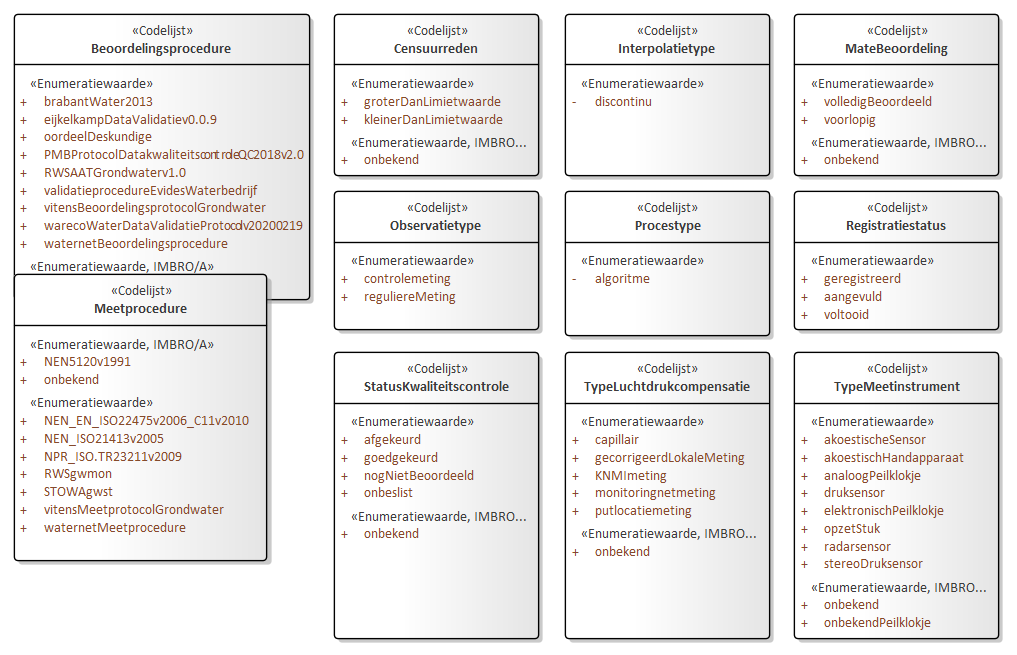 «Codelijst»
Beoordelingsprocedure
«Enumeratiewaarde»
+ brabantWater2013
+ eijkelkampDataValidatiev0.0.9
+ oordeelDeskundige
+ PMBProtocolDatakwaliteitscontroleQC2018v2.0
+ RWSAATGrondwaterv1.0
+ validatieprocedureEvidesWaterbedrijf
+ vitensBeoordelingsprotocolGrondwater
+ warecoWaterDataValidatieProtocolv20200219
+ waternetBeoordelingsprocedure
«Enumeratiewaarde, IMBRO/A»
«Codelijst»
Meetprocedure
«Enumeratiewaarde, IMBRO/A»
+ NEN5120v1991
+ onbekend
«Enumeratiewaarde»
+ NEN_EN_ISO22475v2006_C11v2010
+ NEN_ISO21413v2005
+ NPR_ISO.TR23211v2009
+ RWSgwmon
+ STOWAgwst
+ vitensMeetprotocolGrondwater
+ waternetMeetprocedure
«Codelijst»
Censuurreden
«Enumeratiewaarde»
+ groterDanLimietwaarde
+ kleinerDanLimietwaarde
«Enumeratiewaarde, IMBRO...
+ onbekend
«Codelijst»
Interpolatietype
«Enumeratiewaarde»
- discontinu
«Codelijst»
MateBeoordeling
«Enumeratiewaarde»
+ volledigBeoordeeld
+ voorlopig
«Enumeratiewaarde, IMBRO...
+ onbekend
«Codelijst»
Observatietype
«Enumeratiewaarde»
+ controlemeting
+ reguliereMeting
«Codelijst»
Procestype
«Enumeratiewaarde»
- algoritme
«Codelijst»
Registratiestatus
«Enumeratiewaarde»
+ geregistreerd
+ aangevuld
+ voltooid
«Codelijst»
StatusKwaliteitscontrole
«Enumeratiewaarde»
+ afgekeurd
+ goedgekeurd
+ nogNietBeoordeeld
+ onbeslist
«Enumeratiewaarde, IMBRO...
+ onbekend
«Codelijst»
TypeLuchtdrukcompensatie
«Enumeratiewaarde»
+ capillair
+ gecorrigeerdLokaleMeting
+ KNMImeting
+ monitoringnetmeting
+ putlocatiemeting
«Enumeratiewaarde, IMBRO...
+ onbekend
«Codelijst»
TypeMeetinstrument
«Enumeratiewaarde»
+ akoestischeSensor
+ akoestischHandapparaat
+ analoogPeilklokje
+ druksensor
+ elektronischPeilklokje
+ opzetStuk
+ radarsensor
+ stereoDruksensor
«Enumeratiewaarde, IMBRO...
+ onbekend
+ onbekendPeilklokje